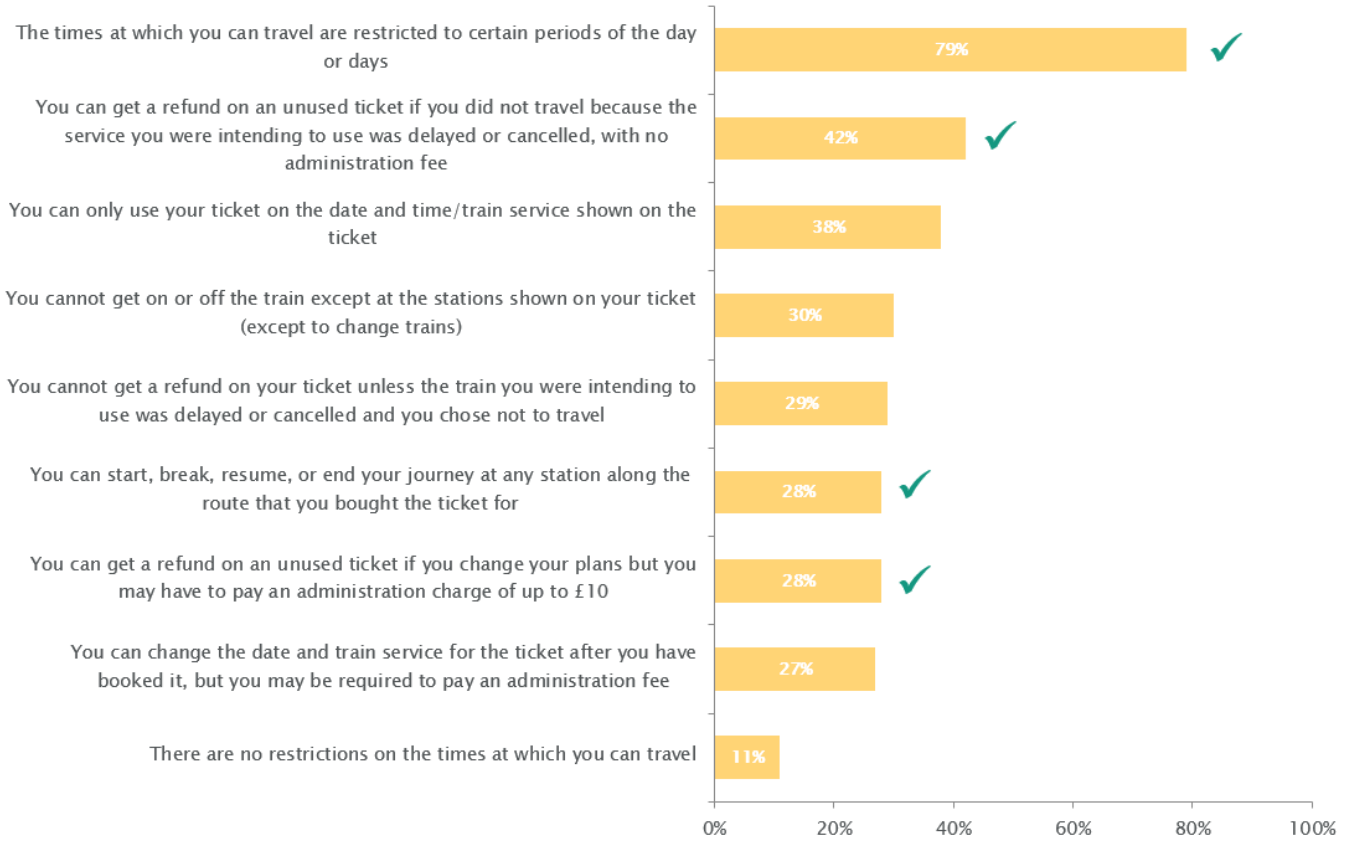 The times at which you can travel are restricted to certain periods of the day
or days
79%
You can get a refund on an unused ticket if you did not travel because the
service you were intending to use was delayed or cancelled, with no
administration fee
42%
You can only use your ticket on the date and time/train service shown on the
ticket
38%
You cannot get on or off the train except at the stations shown on your ticket
(except to change trains)
30%
You cannot get a refund on your ticket unless the train you were intending to
use was delayed or cancelled and you chose not to travel
29%
You can start, break, resume, or end your journey at any station along the
route that you bought the ticket for
28%
You can get a refund on an unused ticket if you change your plans but you
may have to pay an administration charge of up to £10
28%
You can change the date and train service for the ticket after you have
booked it, but you may be required to pay an administration fee
27%
There are no restrictions on the times at which you can travel
11%
0% 20% 40% 60% 80% 100%